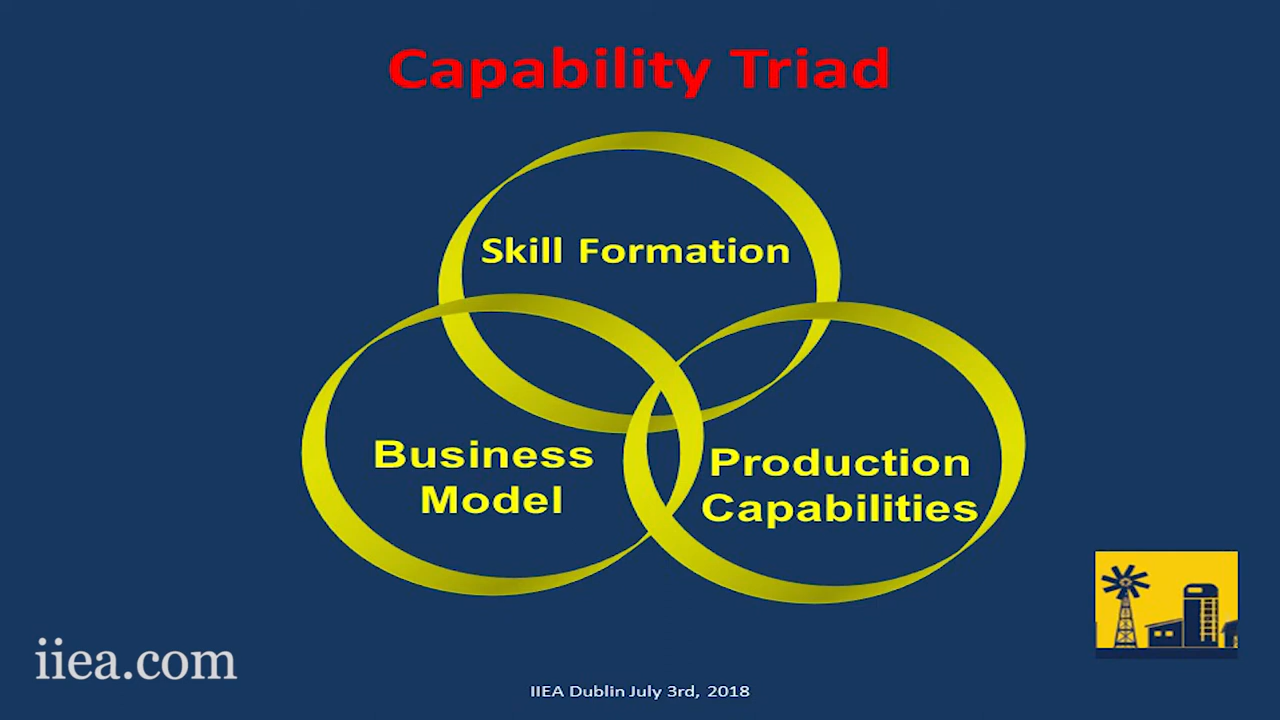 Capability Triad
Skill Formation
Business
Model
Production
Capabilities
iiea.com
IIEA Dublin July 3rd, 2018